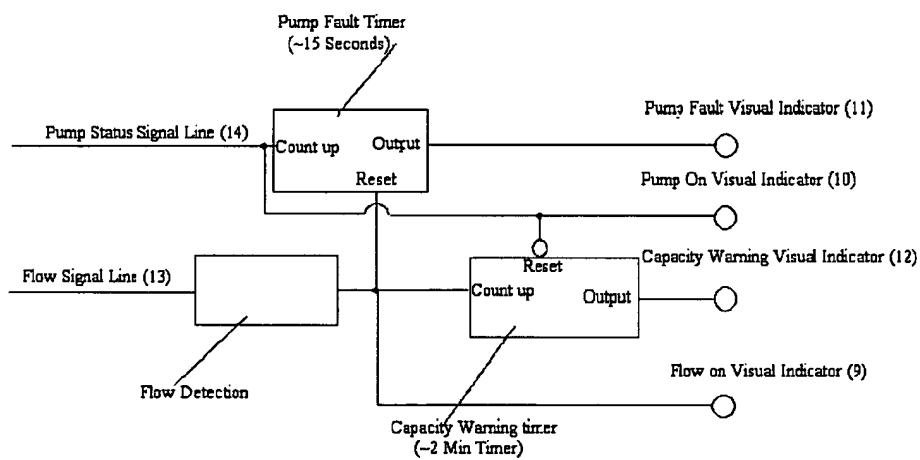 Pump Fault Timer
(~15 Seconds)
Pump Fault Visual Indicator (11)
Pump Status Signal Line (14)
Count up
Output
Reset
Pump On Visual Indicator (10)
Flow Signal Line (13)
Reset
Capacity Warning Visual Indicator (12)
Count up
Output
Flow Detection
Flow on Visual Indicator (9)
Capacity Warning timer
(~2 Min Timer)